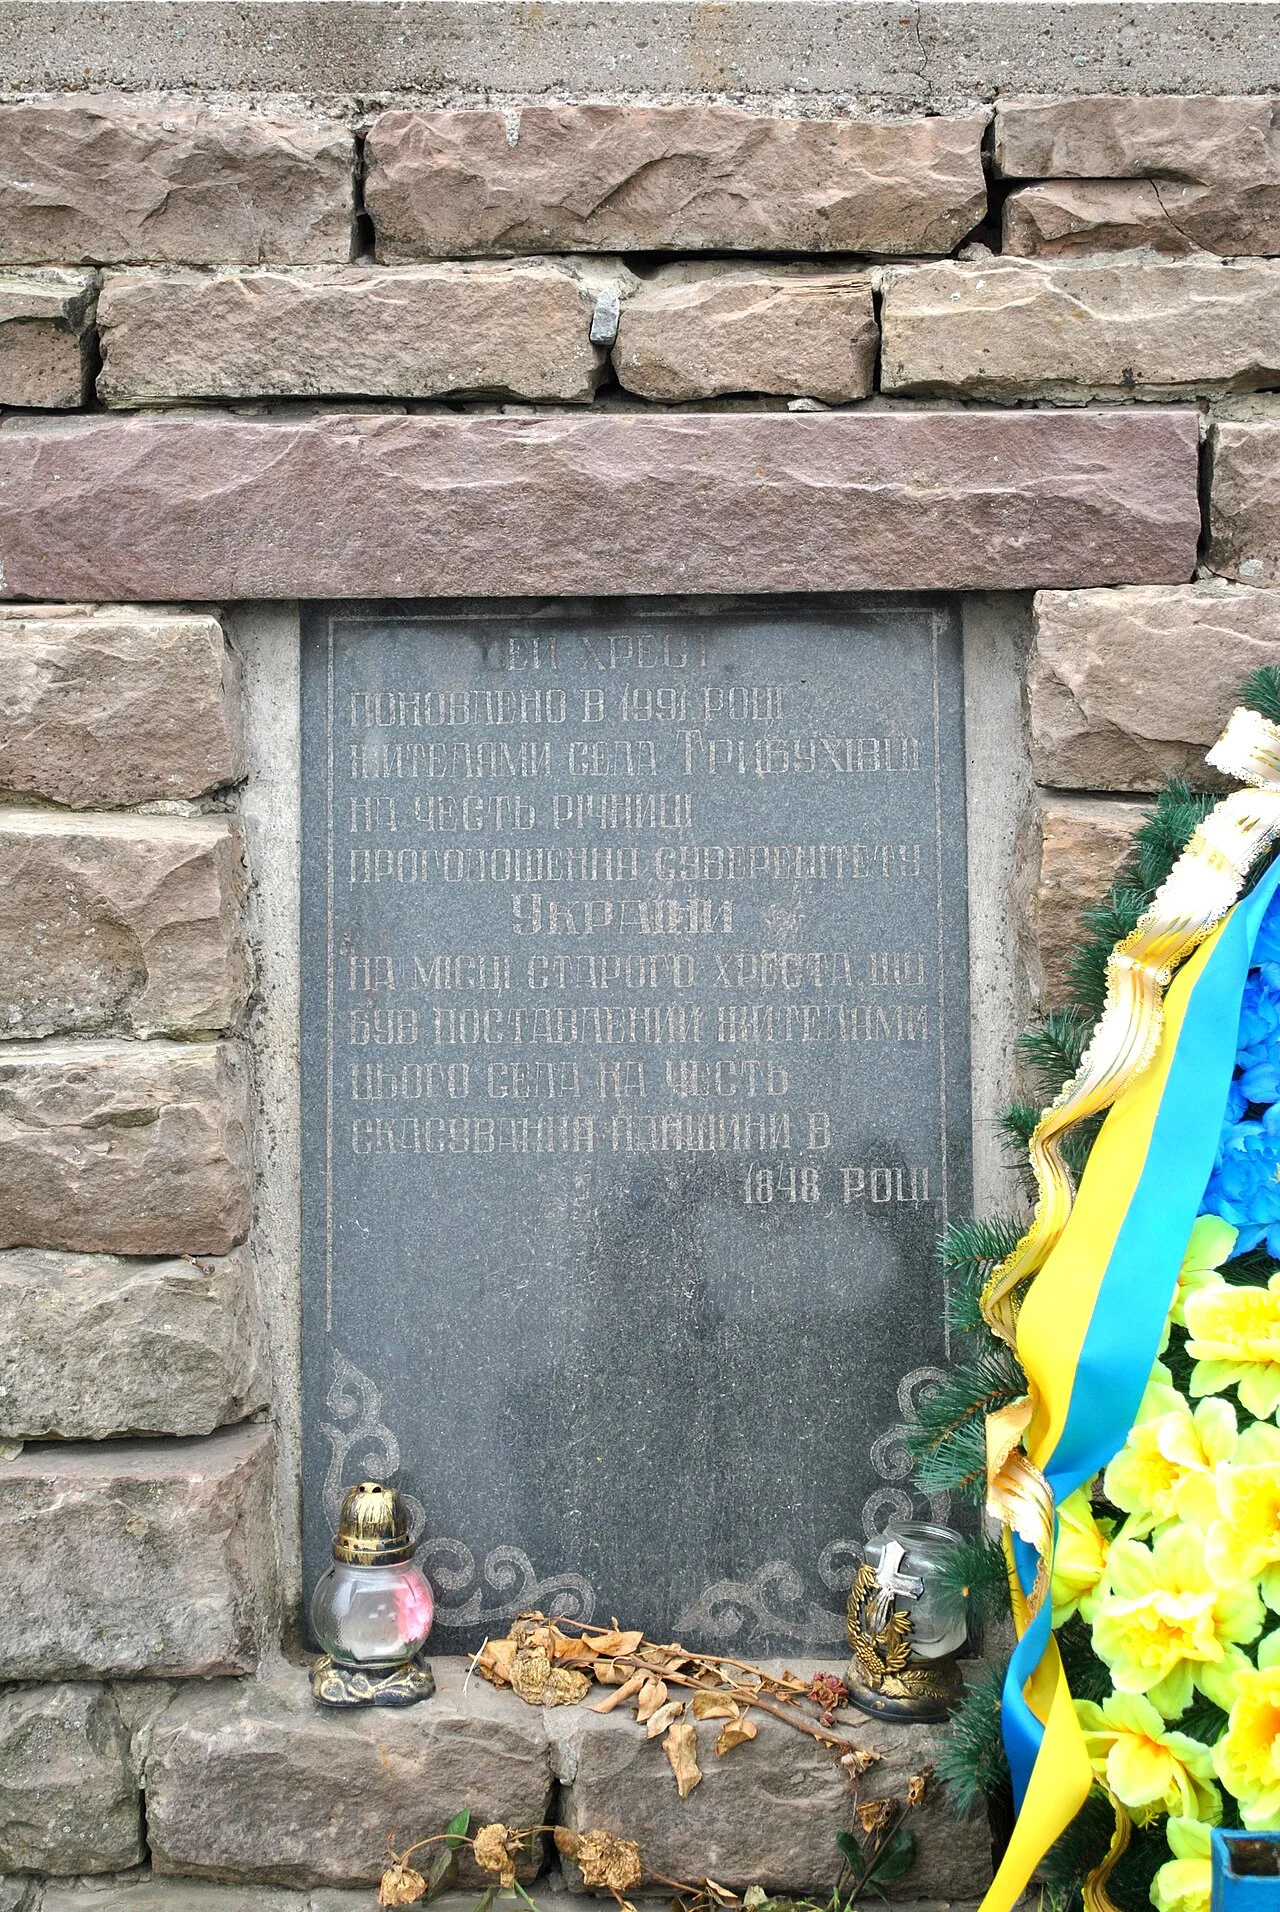 ЕЙ ХРЕСТ
ПОНОВЛЕНО В 1991 РОЦІ
ЖИТЕЛЯМИ СЕЛА ТРИБУХІВЦІ
НА ЧЕСТЬ РІЧНИЦІ
ПРОГОЛОШЕННЯ СУВЕРЕНІТЕТУ
УКРАЇНИ
НА МІСЦІ СТАРОГО ХРЕСТА, ЩО
БУВ ПОСТАВЛЕНИЙ ЖИТЕЛЯМИ
ЦЬОГО СЕЛА НА ЧЕСТЬ
СКАСУВАННЯ ПАНЩИНИ В
1848 РОЦІ